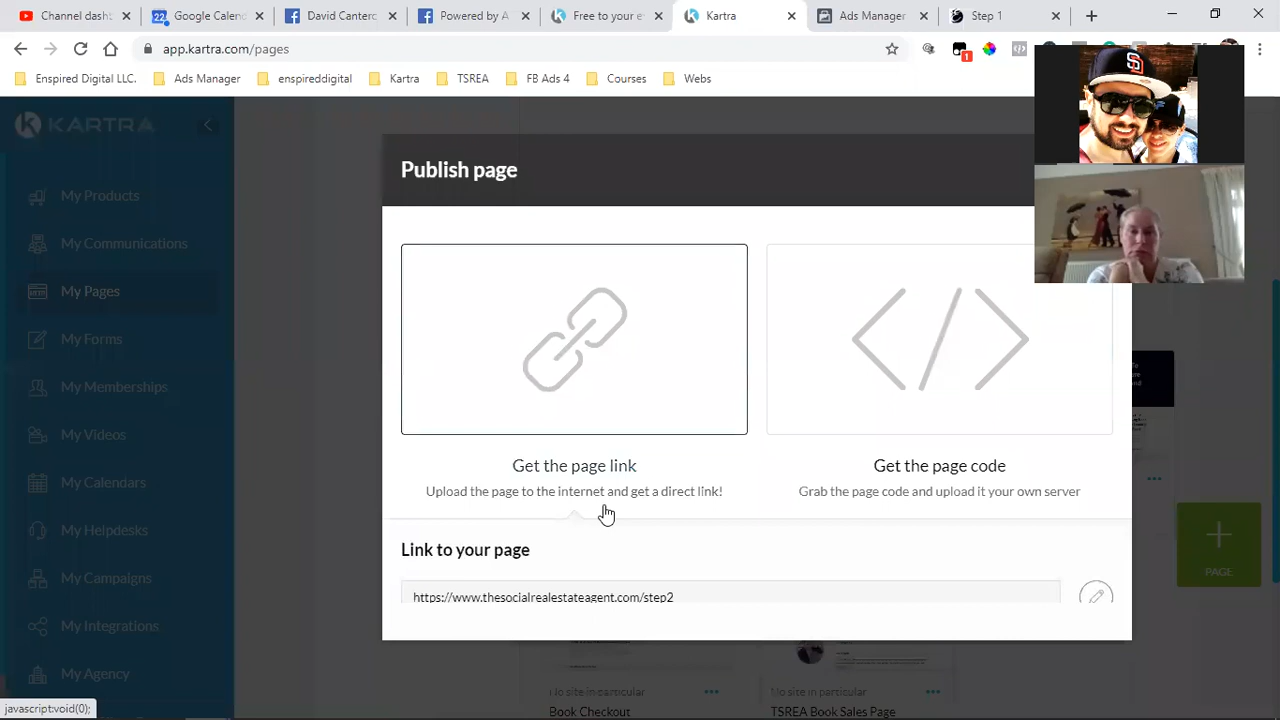 Channel dashb
22 Google Calend
David Canterc
Powered by A
Free to your e
Kartra
Ads Manager
Step 1
app.kartra.com/pages
1
Enspired Digital LLC.
Ads Manager
enspireddigital
Kartra
TSREA
FB Ads 4
Courses
Webs
KARTRA
My Products
My Communications
My Pages
My Forms
My Memberships
My Videos
My Calendars
My Helpdesks
My Campaigns
My Integrations
My Agency
Publish page
Get the page link
Upload the page to the internet and get a direct link!
Get the page code
Grab the page code and upload it your own server
Link to your page
https://www.thesocialrealestateagent.com/step2
PAGE
No site in particular
Book Checkout
No site in particular
TSREA Book Sales Page
javascript:void(0);